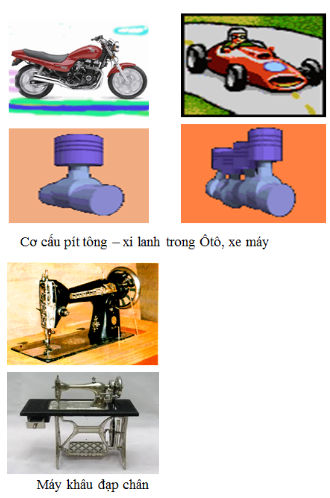 Cơ cấu pít tông – xi lanh trong Ôtô, xe máy
Máy khâu đạp chân